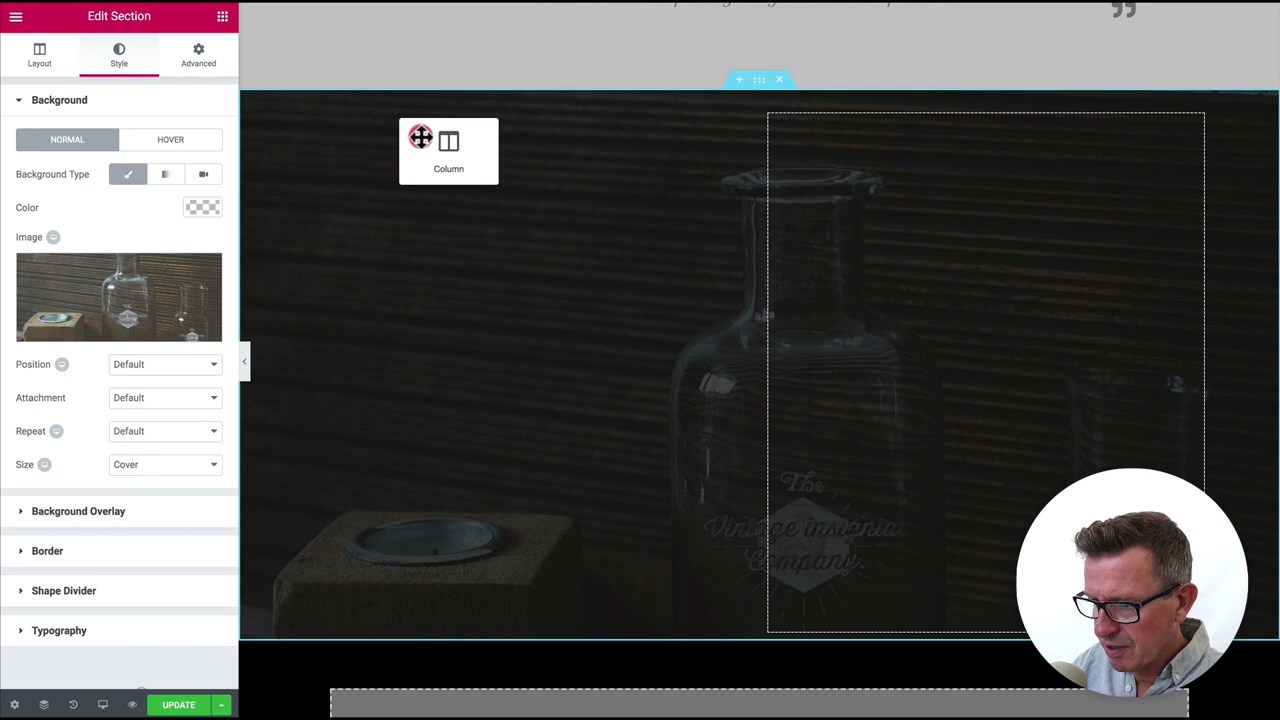 Edit Section
Layout
Style
Advanced
Background
NORMAL
HOVER
Background Type
Color
Image
Position
Default
Attachment
Default
Repeat
Default
Size
Cover
Background Overlay
Border
Shape Divider
Typography
UPDATE
Column
The
Vintage insignia
Company.